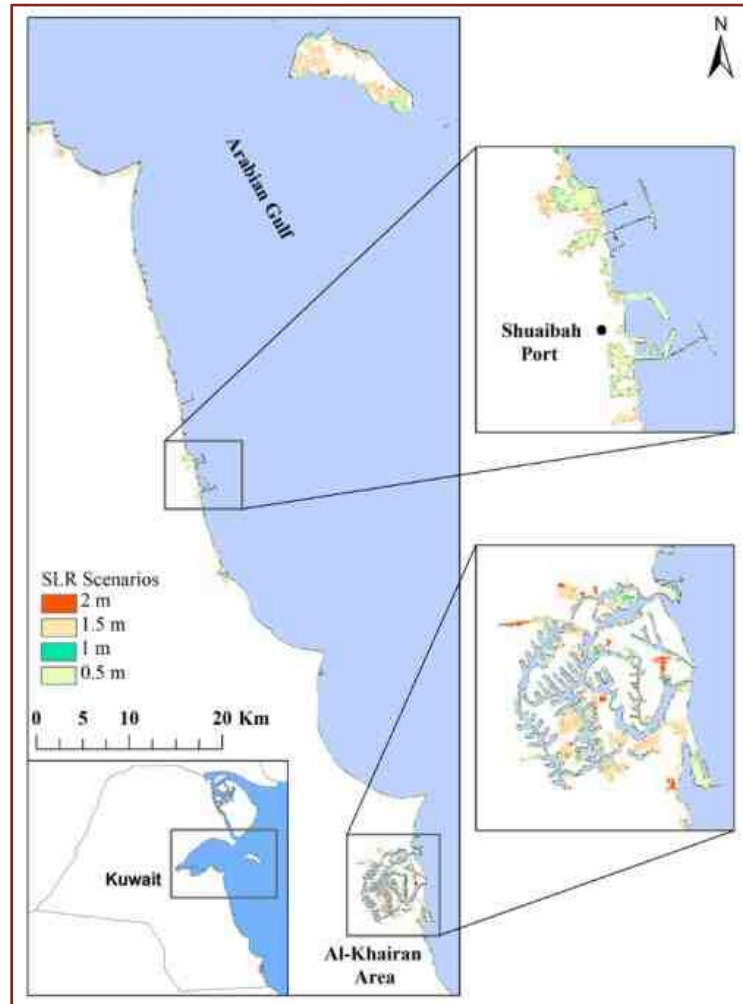 N
Arabian Gulf
Shuaibah
Port
SLR Scenarios
2 m
1.5 m
1 m
0.5 m
0 5 10 20 Km
Kuwait
Al-Khairan
Area